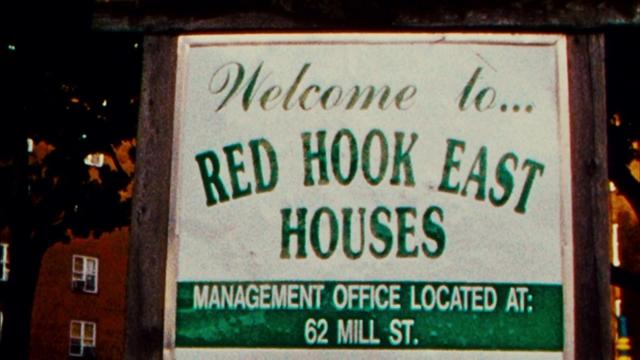 Welcome to...
RED HOOK EAST
HOUSES
MANAGEMENT OFFICE LOCATED AT:
62 MILL ST.